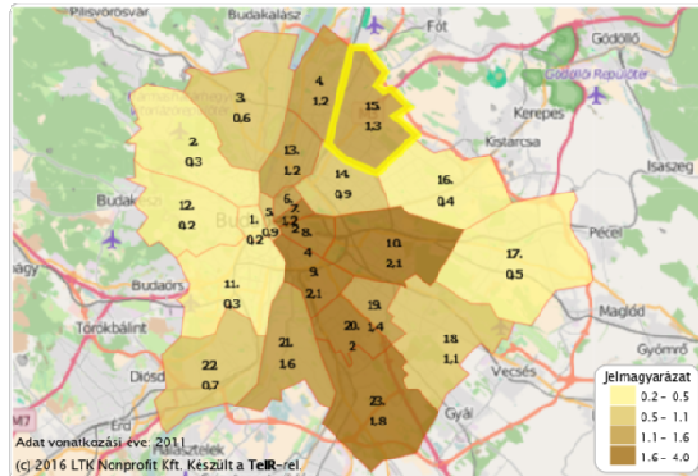 Pilisvörösvár
Budakalász
Fót
Gödöllő
4.
1.2
15.
1.3
Gödöllői Repülőtér
3.
0.6
Kerepes
13.
1.2
Kistarcsa
2.
0.3
14.
0.9
Isaszeg
16.
0.4
12.
0.2
6.
1.2
7.
2
5.
0.9
1.
0.2
8.
4
10.
2.1
Pécel
17.
0.5
9.
2.1
Budaörs
11.
0.3
19.
1.4
Maglód
Törökbálint
20.
2
21.
1.6
18.
1.1
Gyömrő
Vecsés
22.
0.7
Diósd
23.
1.8
Gyál
M7
Érd
Jelmagyarázat
0.2 - 0.5
0.5 - 1.1
1.1 - 1.6
1.6 - 4.0
Adat vonatkozási éve: 2011
(c) 2016 LTK Nonprofit Kft. Készült a TeIR-rel